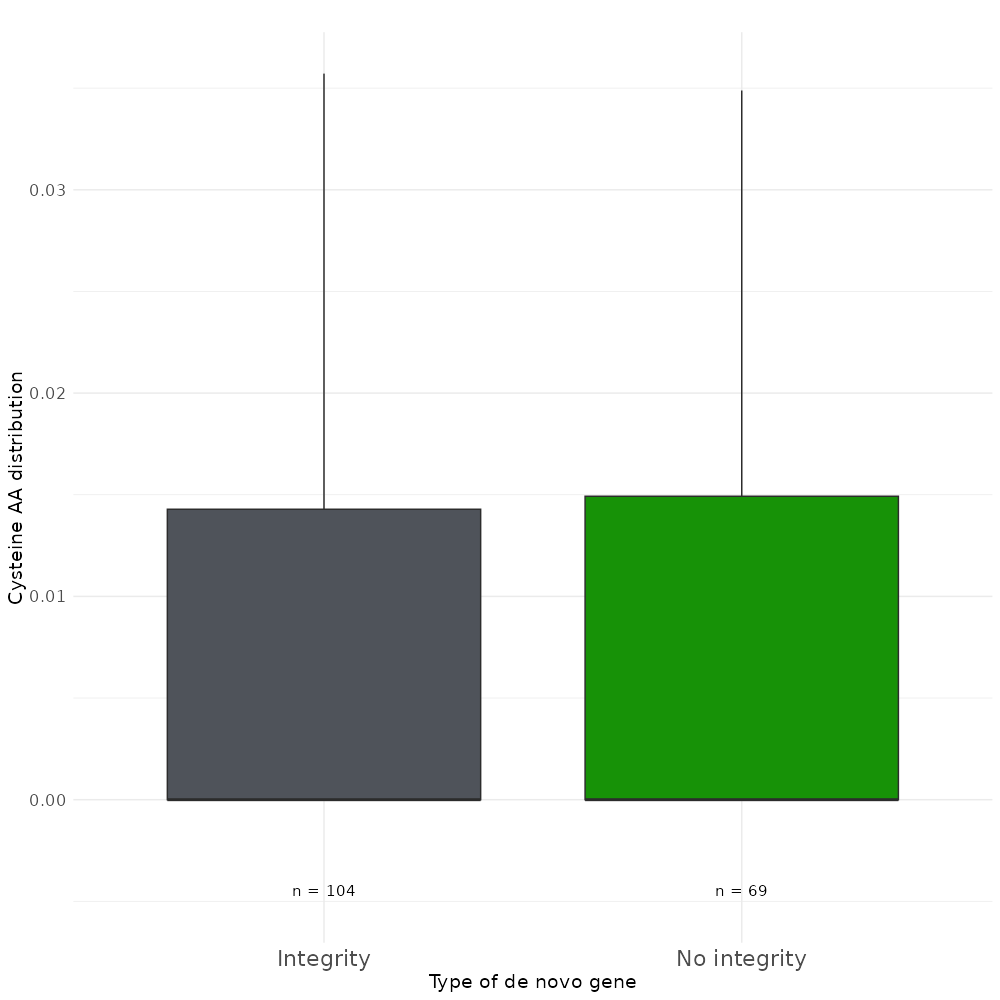 Cysteine AA distribution
0.03
0.02
0.01
0.00
n = 104
n = 69
Integrity
No integrity
Type of de novo gene